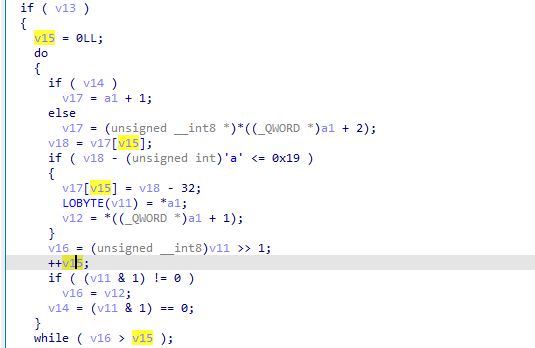 if ( v13 )
{
v15 = 0LL;
do
{
if ( v14 )
v17 = a1 + 1;
else
v17 = (unsigned __int8 *)*((_QWORD *)a1 + 2);
v18 = v17[v15];
if ( v18 - (unsigned int)'a' <= 0x19 )
{
v17[v15] = v18 - 32;
LOBYTE(v11) = *a1;
v12 = *((_QWORD *)a1 + 1);
}
v16 = (unsigned __int8)v11 >> 1;
++v15;
if ( (v11 & 1) != 0 )
v16 = v12;
v14 = (v11 & 1) == 0;
}
while ( v16 > v15 );